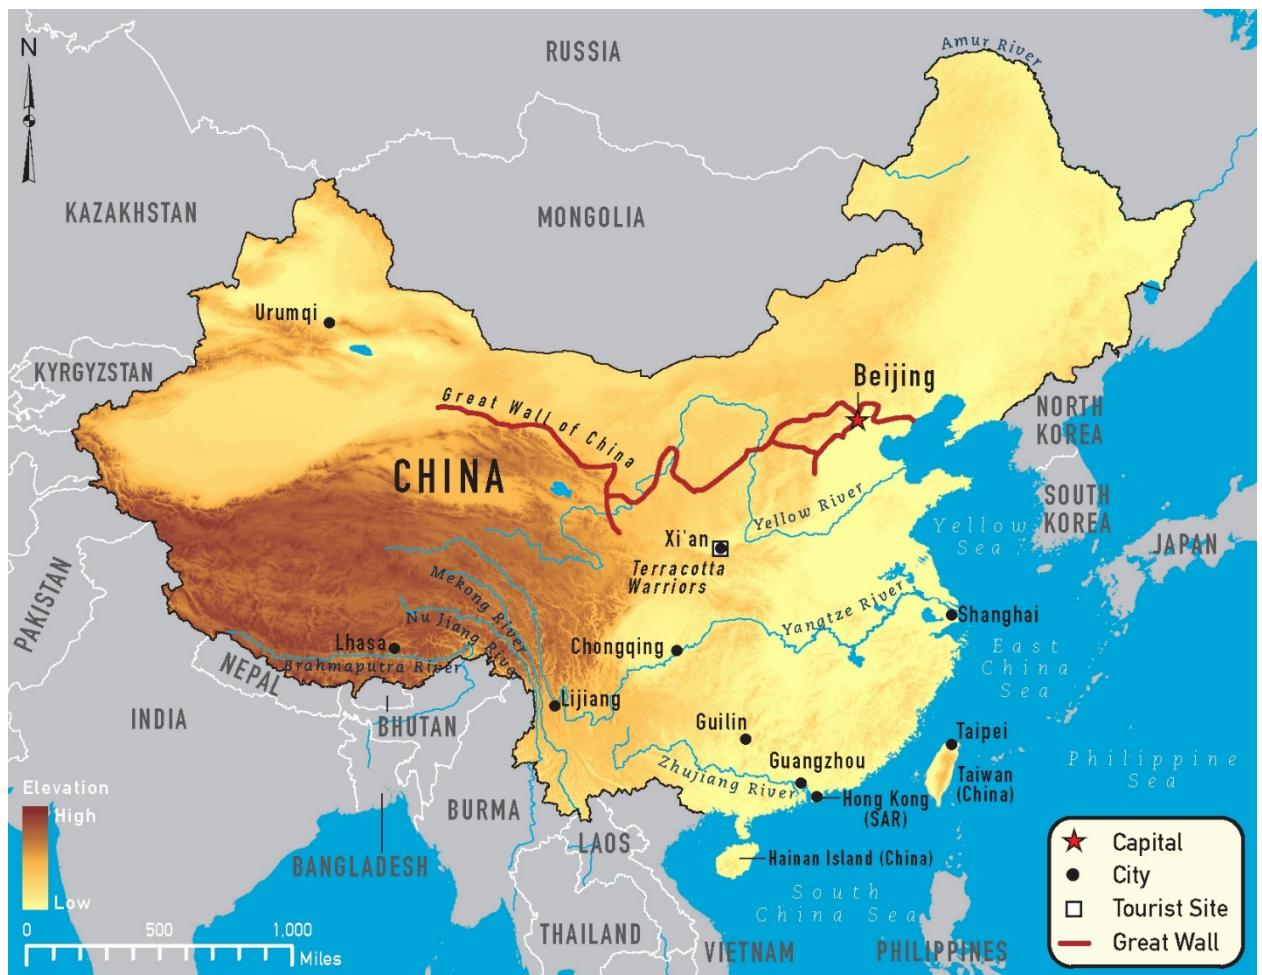 N
RUSSIA
Amur River
KAZAKHSTAN
MONGOLIA
Urumqi
KYRGYZSTAN
Beijing
Great Wall of China
NORTH
KOREA
CHINA
Yellow River
SOUTH
KOREA
Yellow
Sea
JAPAN
Xi'an
Terracotta
Warriors
PAKISTAN
Mekong River
Nu Jiang River
Yangtze River
Shanghai
Lhasa
Brahmaputra River
Chongqing
East
China
Sea
NEPAL
Lijiang
INDIA
BHUTAN
Guilin
Taipei
Guangzhou
Zhujiang River
Philippine
Sea
Taiwan
(China)
Elevation
High
Low
BURMA
Hong Kong
(SAR)
LAOS
BANGLADESH
Hainan Island (China)
South
China Sea
THAILAND
VIETNAM
PHILIPPINES
0 500 1,000
Miles
Capital
City
Tourist Site
Great Wall